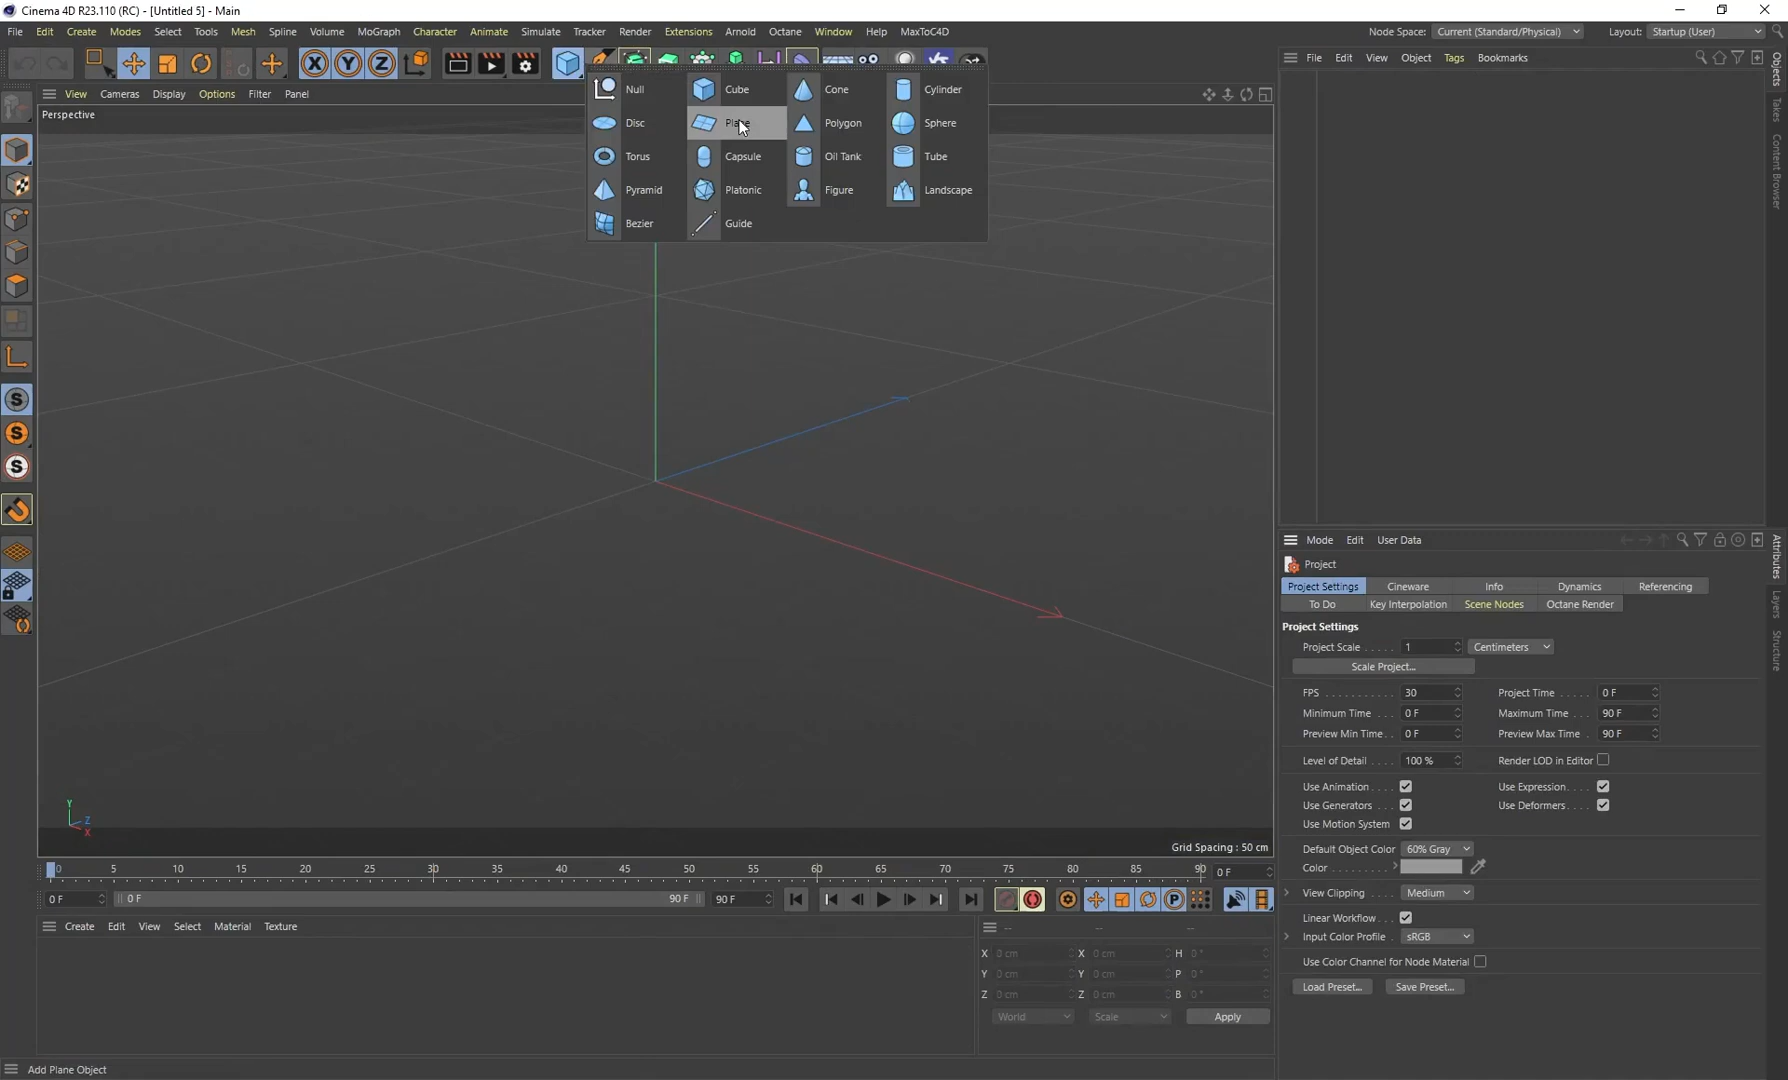 Cinema 4D R23.110 (RC) - [Untitled 5] - Main
File Edit Create Modes Select Tools Mesh Spline Volume MoGraph Character Animate Simulate Tracker Render Extensions Arnold Octane Window Help MaxToC4D Node Space: Current (Standard/Physical) Layout: Startup (User)
X Y Z
File Edit View Object Tags Bookmarks
View Cameras Display Options Filter Panel
Perspective
Null Cube Cone Cylinder
Disc Plane Polygon Sphere
Torus Capsule Oil Tank Tube
Pyramid Platonic Figure Landscape
Bezier Guide
Objects
Takes
Content Browser
S
S
S
Y
Z
X
Grid Spacing : 50 cm
Mode Edit User Data
Attributes
Layers
Structure
Project
Project Settings Cineware Info Dynamics Referencing
To Do Key Interpolation Scene Nodes Octane Render
Project Settings
Project Scale . . . . . 1 Centimeters
Scale Project...
FPS . . . . . . . . . . . 30 Project Time . . . . . 0 F
Minimum Time . . . 0 F Maximum Time . . . 90 F
Preview Min Time . . 0 F Preview Max Time . 90 F
Level of Detail . . . . 100 % Render LOD in Editor
Use Animation . . . . Use Expression . . . .
Use Generators . . . Use Deformers . . . .
Use Motion System
Default Object Color 60% Gray
Color . . . . . . . . . .
View Clipping . . . . Medium
Linear Workflow . .
Input Color Profile . sRGB
Use Color Channel for Node Material
Load Preset... Save Preset...
0 5 10 15 20 25 30 35 40 45 50 55 60 65 70 75 80 85 90 0 F
0 F 0 F 90 F 90 F P
Create Edit View Select Material Texture
-- -- --
X 0 cm X 0 cm H 0 °
Y 0 cm Y 0 cm P 0 °
Z 0 cm Z 0 cm B 0 °
World Scale Apply
Add Plane Object